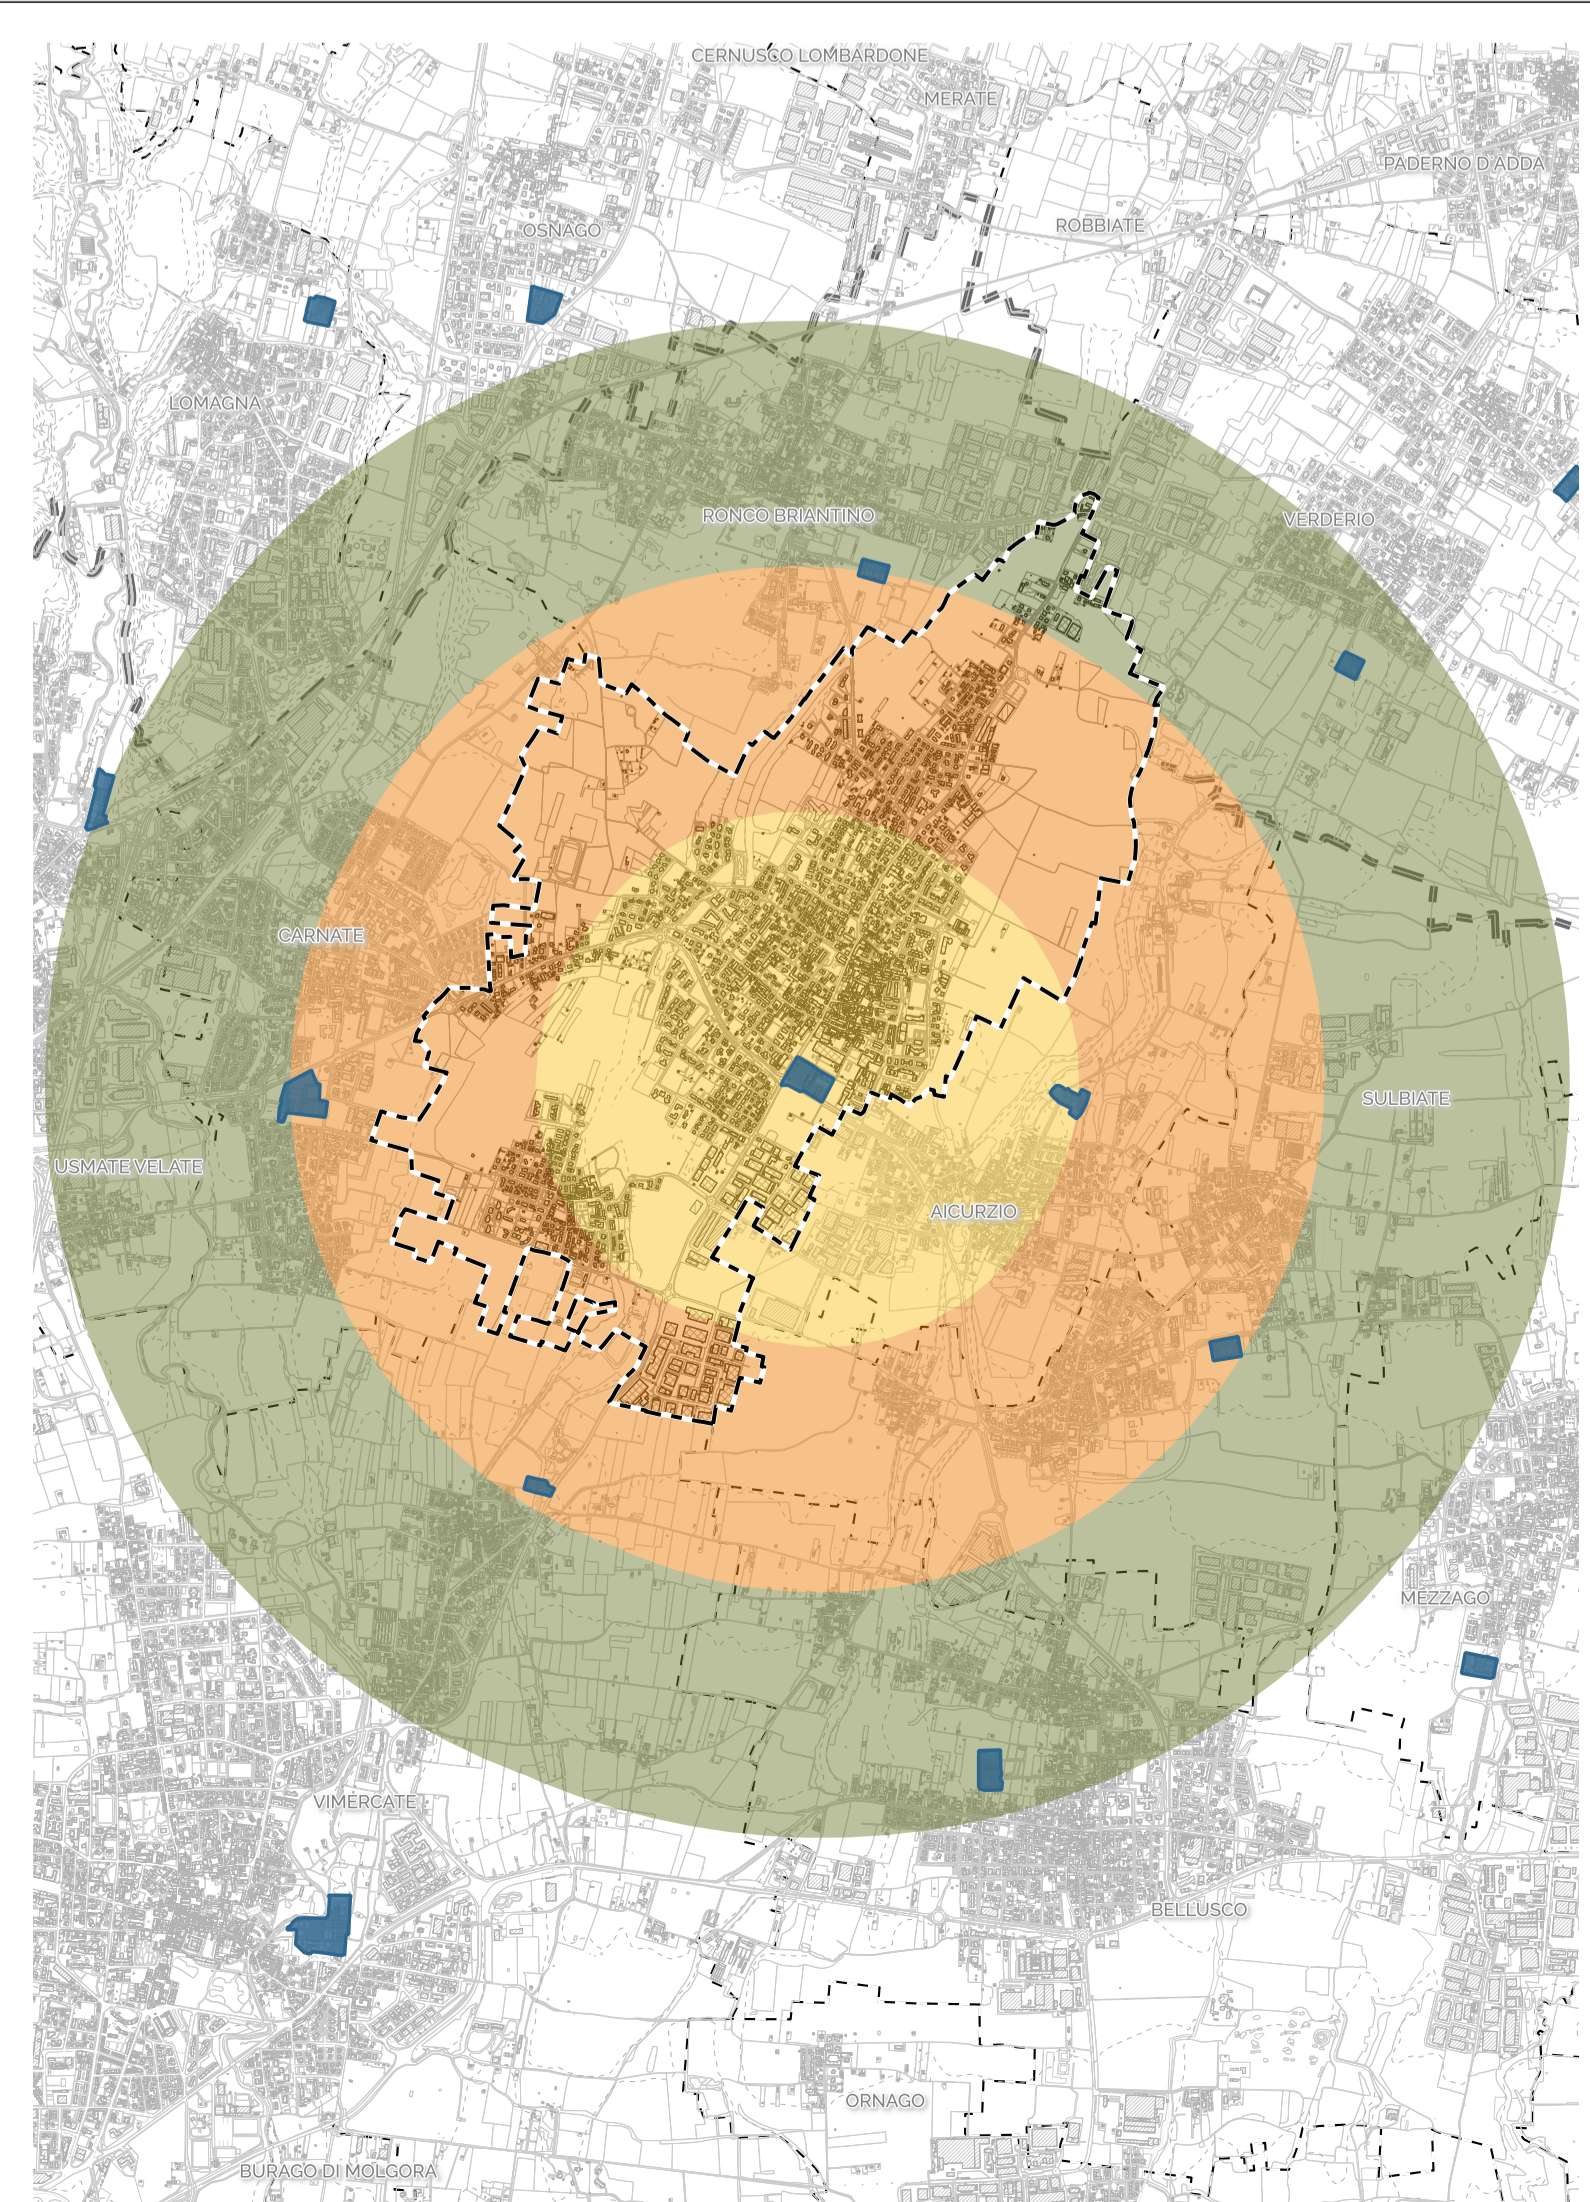 CERNUSCO LOMBARDONE
MERATE
PADERNO D'ADDA
ROBBIATE
OSNAGO
LOMAGNA
RONCO BRIANTINO
VERDERIO
CARNATE
SULBIATE
USMATE VELATE
AICURZIO
MEZZAGO
VIMERCATE
BELLUSCO
ORNAGO
BURAGO DI MOLGORA